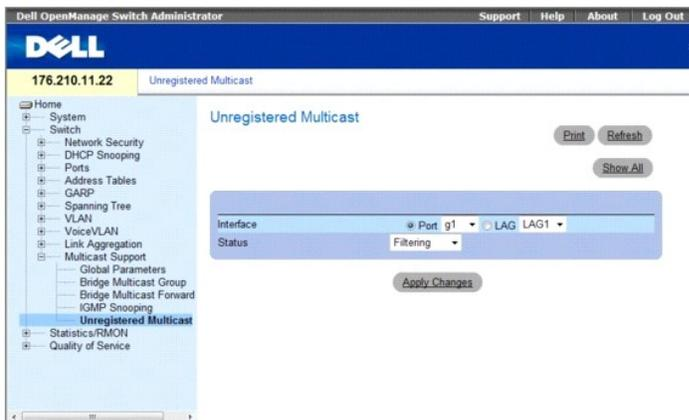 Dell OpenManage Switch Administrator Support Help About Log Out
DELL
176.210.11.22 Unregistered Multicast
Home
System
Switch
Network Security
DHCP Snooping
Ports
Address Tables
GARP
Spanning Tree
VLAN
VoiceVLAN
Link Aggregation
Multicast Support
Global Parameters
Bridge Multicast Group
Bridge Multicast Forward
IGMP Snooping
Unregistered Multicast
Statistics/RMON
Quality of Service
Unregistered Multicast
Print Refresh
Show All
Interface Port g1 LAG LAG1
Status Filtering
Apply Changes